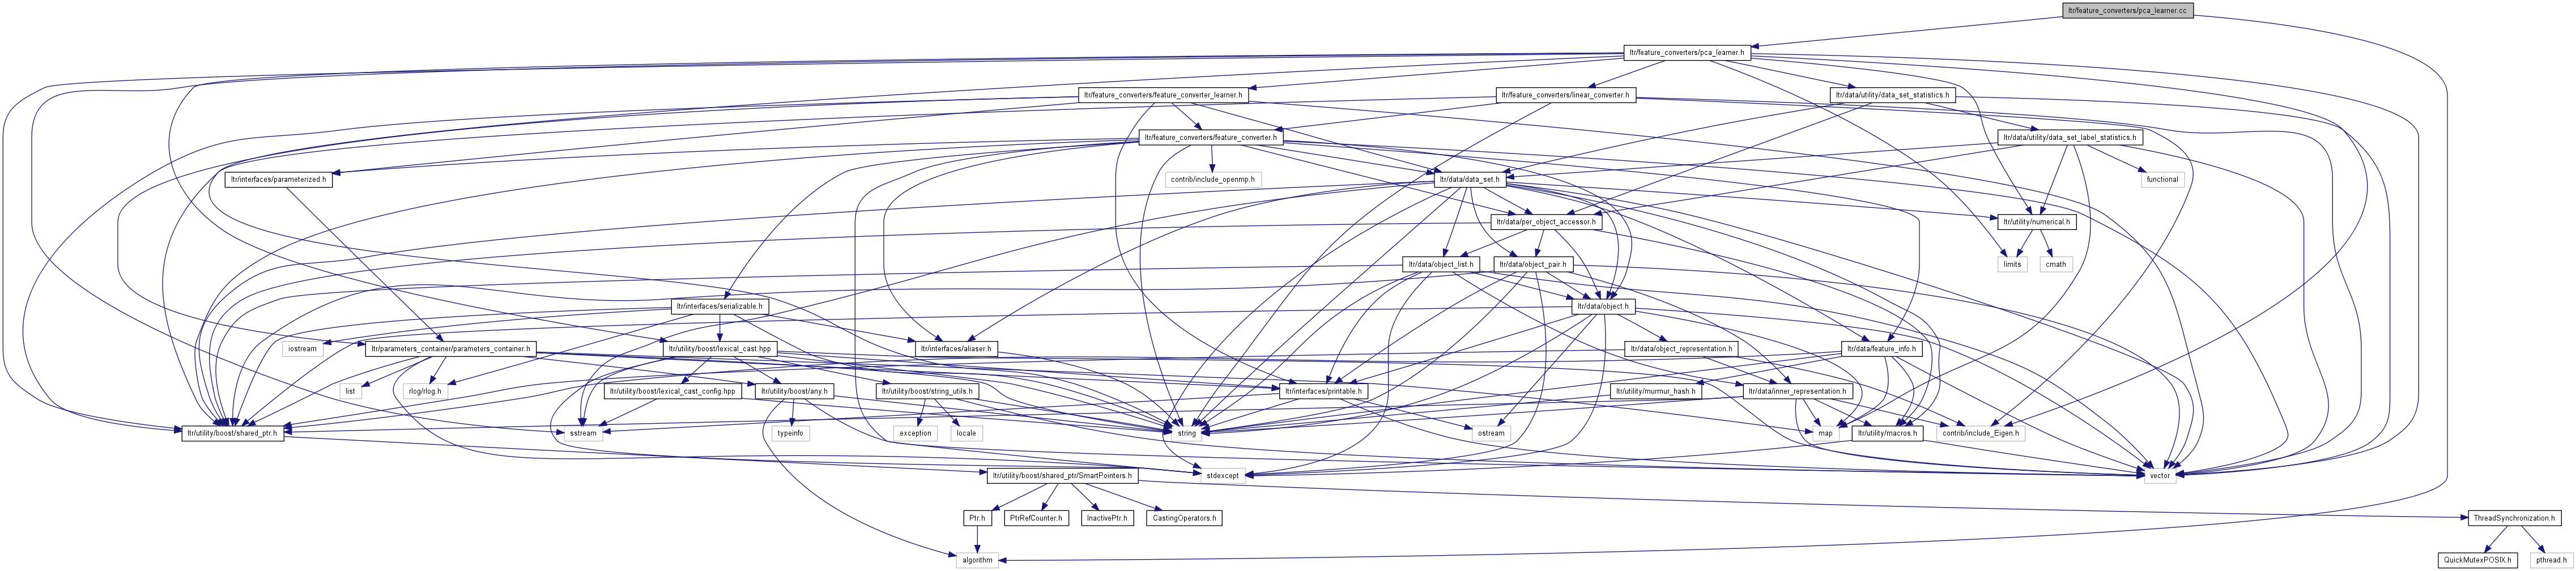 ltr/feature_converters/pca_learner.cc
ltr/feature_converters/pca_learner.h
ltr/feature_converters/feature_converter_learner.h
ltr/feature_converters/linear_converter.h
ltr/data/utility/data_set_statistics.h
ltr/feature_converters/feature_converter.h
ltr/data/utility/data_set_label_statistics.h
ltr/interfaces/parameterized.h
contrib/include_openmp.h
ltr/data/data_set.h
functional
ltr/data/per_object_accessor.h
ltr/utility/numerical.h
ltr/data/object_list.h
ltr/data/object_pair.h
limits
cmath
ltr/interfaces/serializable.h
ltr/data/object.h
iostream
ltr/parameters_container/parameters_container.h
ltr/utility/boost/lexical_cast.hpp
ltr/interfaces/aliaser.h
ltr/data/object_representation.h
ltr/data/feature_info.h
list
rlog/rlog.h
ltr/utility/boost/lexical_cast_config.hpp
ltr/utility/boost/any.h
ltr/utility/boost/string_utils.h
ltr/interfaces/printable.h
ltr/utility/murmur_hash.h
ltr/data/inner_representation.h
ltr/utility/boost/shared_ptr.h
sstream
typeinfo
exception
locale
string
ostream
map
ltr/utility/macros.h
contrib/include_Eigen.h
ltr/utility/boost/shared_ptr/SmartPointers.h
stdexcept
vector
Ptr.h
PtrRefCounter.h
InactivePtr.h
CastingOperators.h
ThreadSynchronization.h
algorithm
QuickMutexPOSIX.h
pthread.h